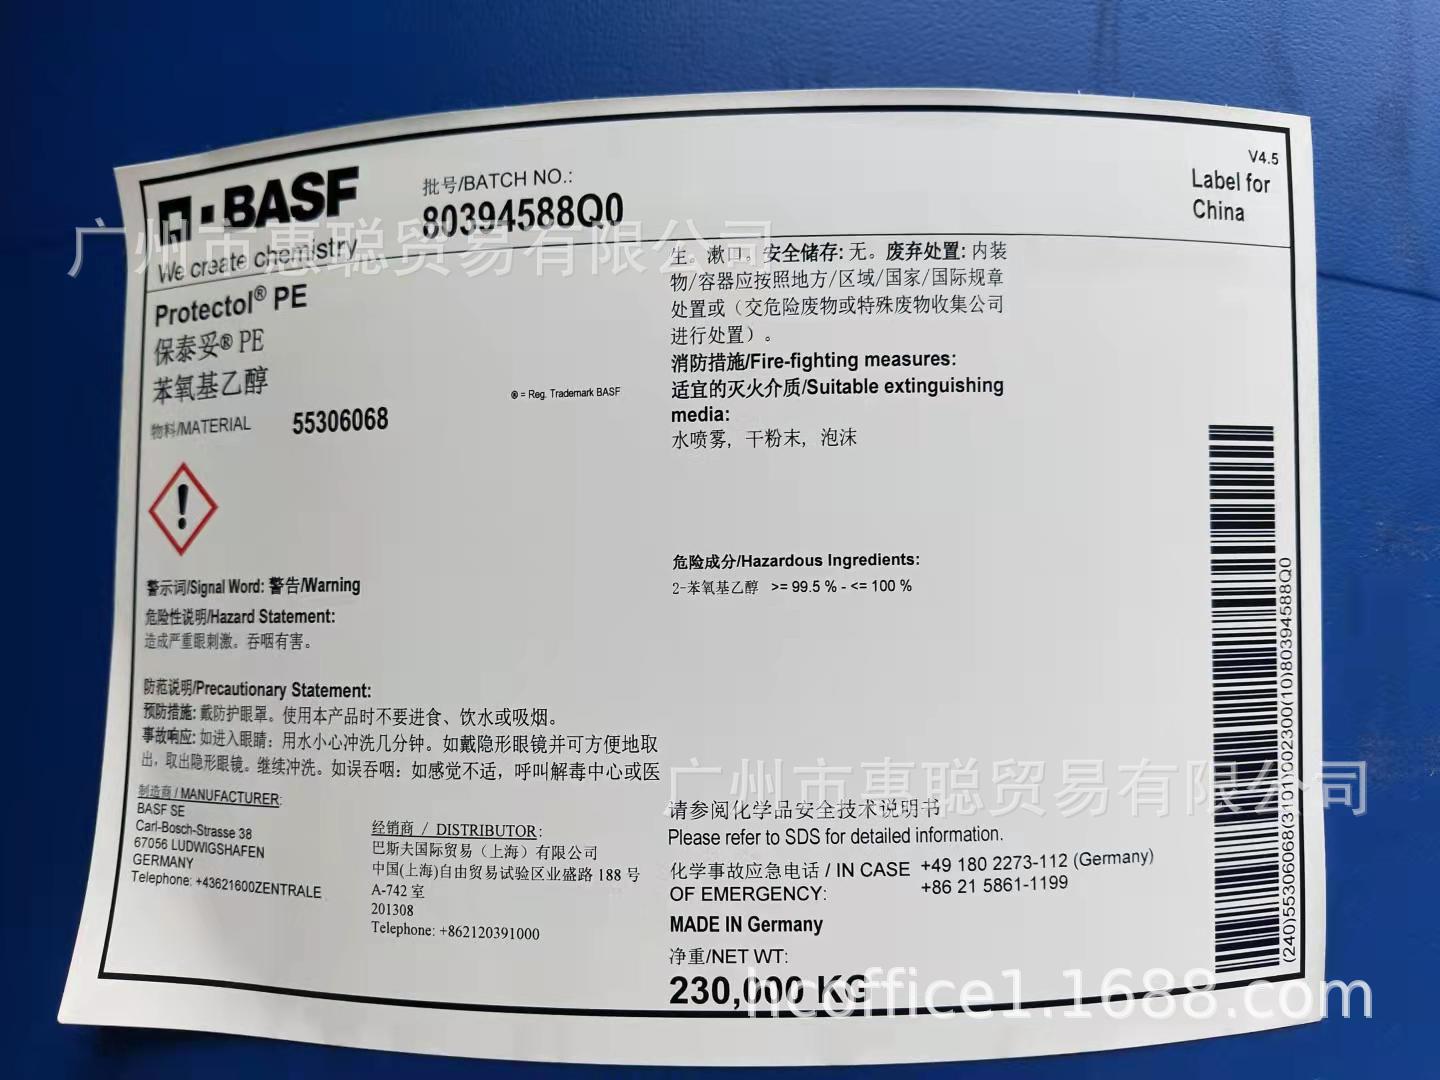 V4.5
Label for
China
BASF
We create chemistry
批号/BATCH NO.:
80394588Q0
广州市惠聪贸易有限公司
Protectol® PE
保泰妥® PE
苯氧基乙醇
® = Reg. Trademark BASF
物料/MATERIAL 55306068
警示词/Signal Word: 警告/Warning
危险性说明/Hazard Statement:
造成严重眼刺激。吞咽有害。
防范说明/Precautionary Statement:
预防措施: 戴防护眼罩。使用本产品时不要进食、饮水或吸烟。
事故响应: 如进入眼睛：用水小心冲洗几分钟。如戴隐形眼镜并可方便地取
出，取出隐形眼镜。继续冲洗。如误吞咽：如感觉不适，呼叫解毒中心或医
生。漱口。安全储存: 无。废弃处置: 内装
物/容器应按照地方/区域/国家/国际规章
处置或（交危险废物或特殊废物收集公司
进行处置）。
消防措施/Fire-fighting measures:
适宜的灭火介质/Suitable extinguishing
media:
水喷雾, 干粉末, 泡沫
危险成分/Hazardous Ingredients:
2-苯氧基乙醇 >= 99.5 % - <= 100 %
制造商 / MANUFACTURER:
BASF SE
Carl-Bosch-Strasse 38
67056 LUDWIGSHAFEN
GERMANY
Telephone: +43621600ZENTRALE
经销商 / DISTRIBUTOR:
巴斯夫国际贸易（上海）有限公司
中国(上海)自由贸易试验区业盛路 188 号
A-742 室
201308
Telephone: +862120391000
广州市惠聪贸易有限公司
请参阅化学品安全技术说明书
Please refer to SDS for detailed information.
化学事故应急电话 / IN CASE +49 180 2273-112 (Germany)
OF EMERGENCY: +86 21 5861-1199
MADE IN Germany
净重/NET WT:
230,000 KG
hcoffice1.1688.com
(240)55306068(3101)002300(10)80394588Q0